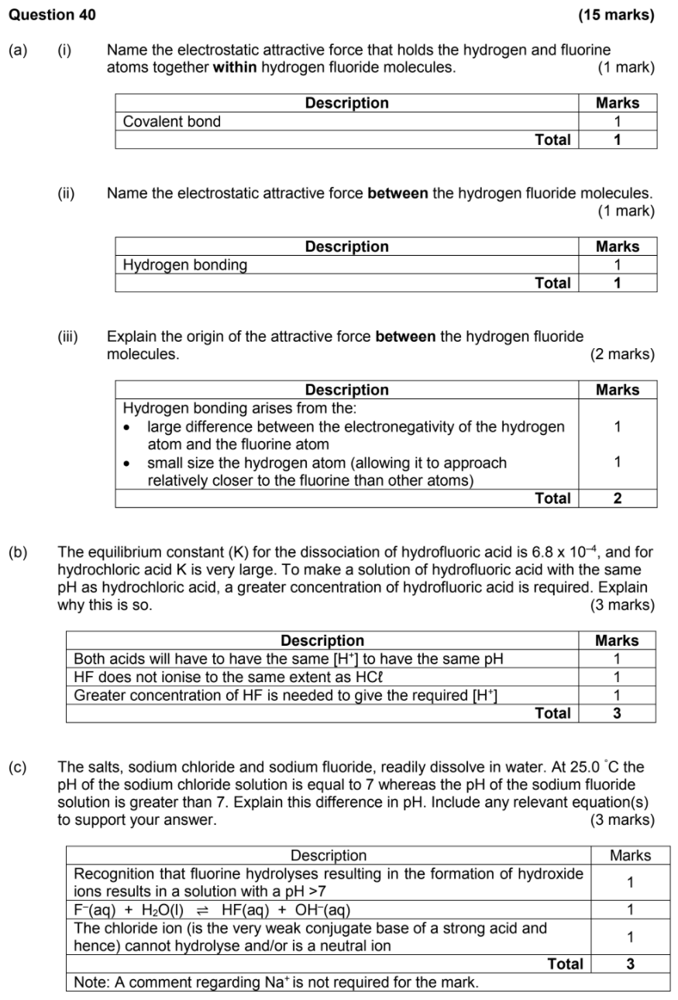 Question 40 (15 marks)
(a) (i) Name the electrostatic attractive force that holds the hydrogen and fluorine
atoms together within hydrogen fluoride molecules. (1 mark)
Description Marks
Covalent bond 1
Total 1
(ii) Name the electrostatic attractive force between the hydrogen fluoride molecules.
(1 mark)
Description Marks
Hydrogen bonding 1
Total 1
(iii) Explain the origin of the attractive force between the hydrogen fluoride
molecules. (2 marks)
Description Marks
Hydrogen bonding arises from the:
• large difference between the electronegativity of the hydrogen 1
atom and the fluorine atom
• small size the hydrogen atom (allowing it to approach 1
relatively closer to the fluorine than other atoms)
Total 2
(b) The equilibrium constant (K) for the dissociation of hydrofluoric acid is 6.8 x 10⁻⁴, and for
hydrochloric acid K is very large. To make a solution of hydrofluoric acid with the same
pH as hydrochloric acid, a greater concentration of hydrofluoric acid is required. Explain
why this is so. (3 marks)
Description Marks
Both acids will have to have the same [H⁺] to have the same pH 1
HF does not ionise to the same extent as HCℓ 1
Greater concentration of HF is needed to give the required [H⁺] 1
Total 3
(c) The salts, sodium chloride and sodium fluoride, readily dissolve in water. At 25.0 °C the
pH of the sodium chloride solution is equal to 7 whereas the pH of the sodium fluoride
solution is greater than 7. Explain this difference in pH. Include any relevant equation(s)
to support your answer. (3 marks)
Description Marks
Recognition that fluorine hydrolyses resulting in the formation of hydroxide
ions results in a solution with a pH >7 1
F⁻(aq) + H₂O(l) ⇌ HF(aq) + OH⁻(aq) 1
The chloride ion (is the very weak conjugate base of a strong acid and
hence) cannot hydrolyse and/or is a neutral ion 1
Total 3
Note: A comment regarding Na⁺ is not required for the mark.